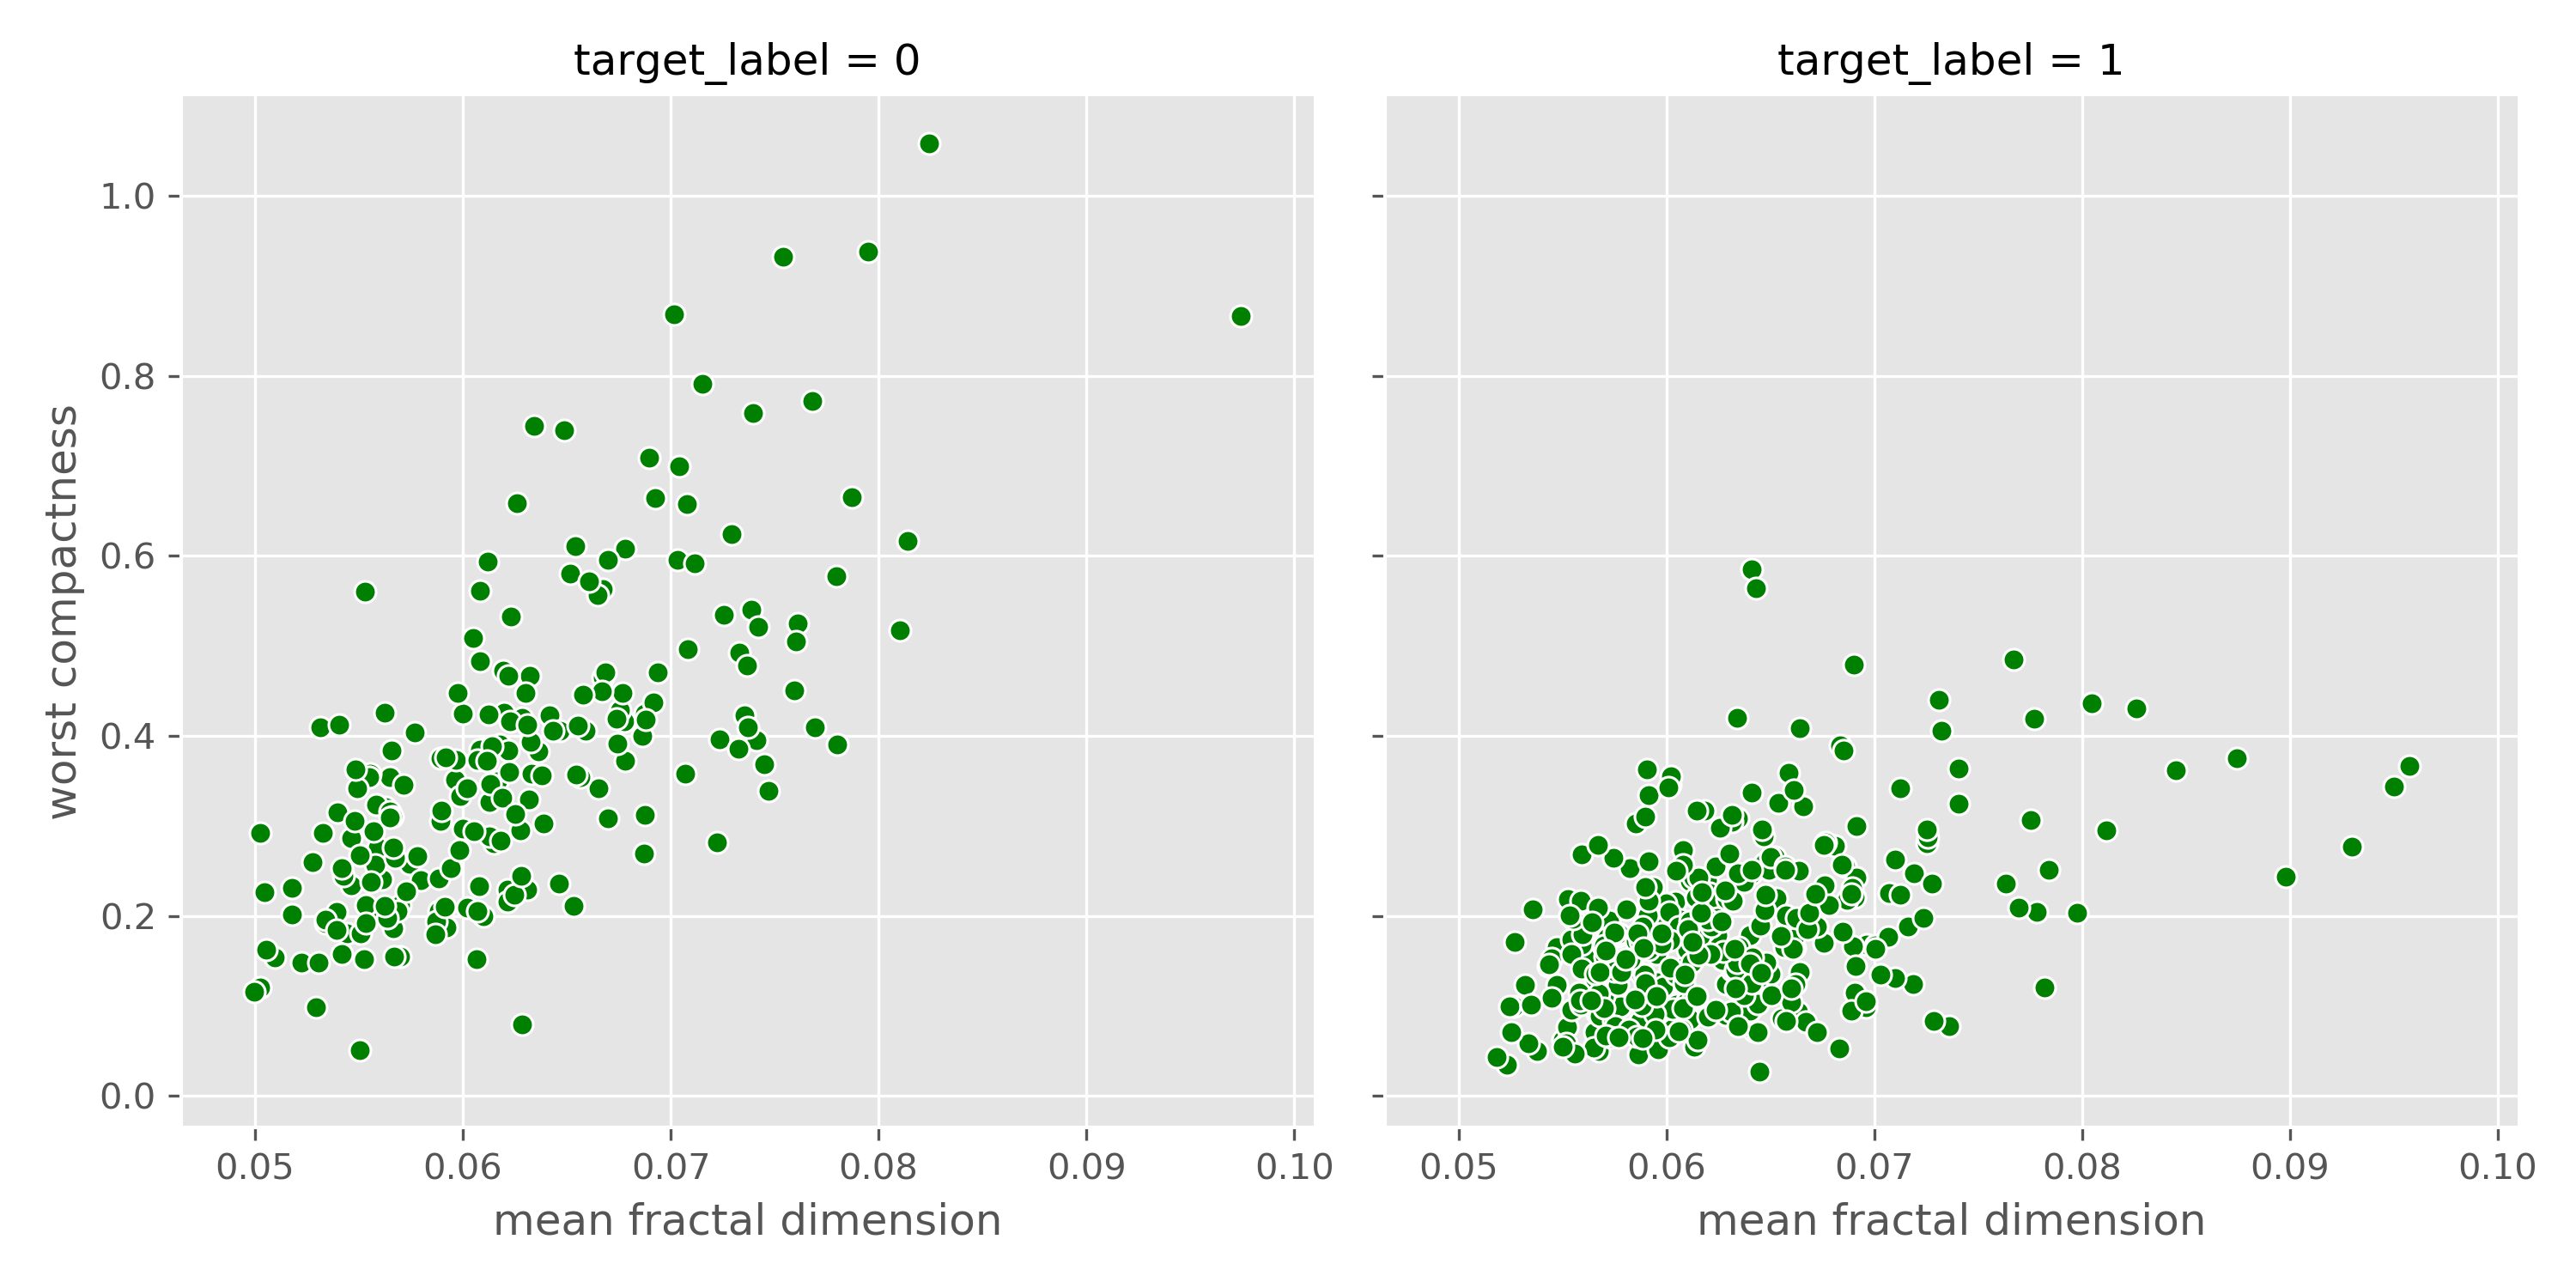 target_label = 0
target_label = 1
worst compactness
1.0
0.8
0.6
0.4
0.2
0.0
0.05 0.06 0.07 0.08 0.09 0.10
0.05 0.06 0.07 0.08 0.09 0.10
mean fractal dimension
mean fractal dimension